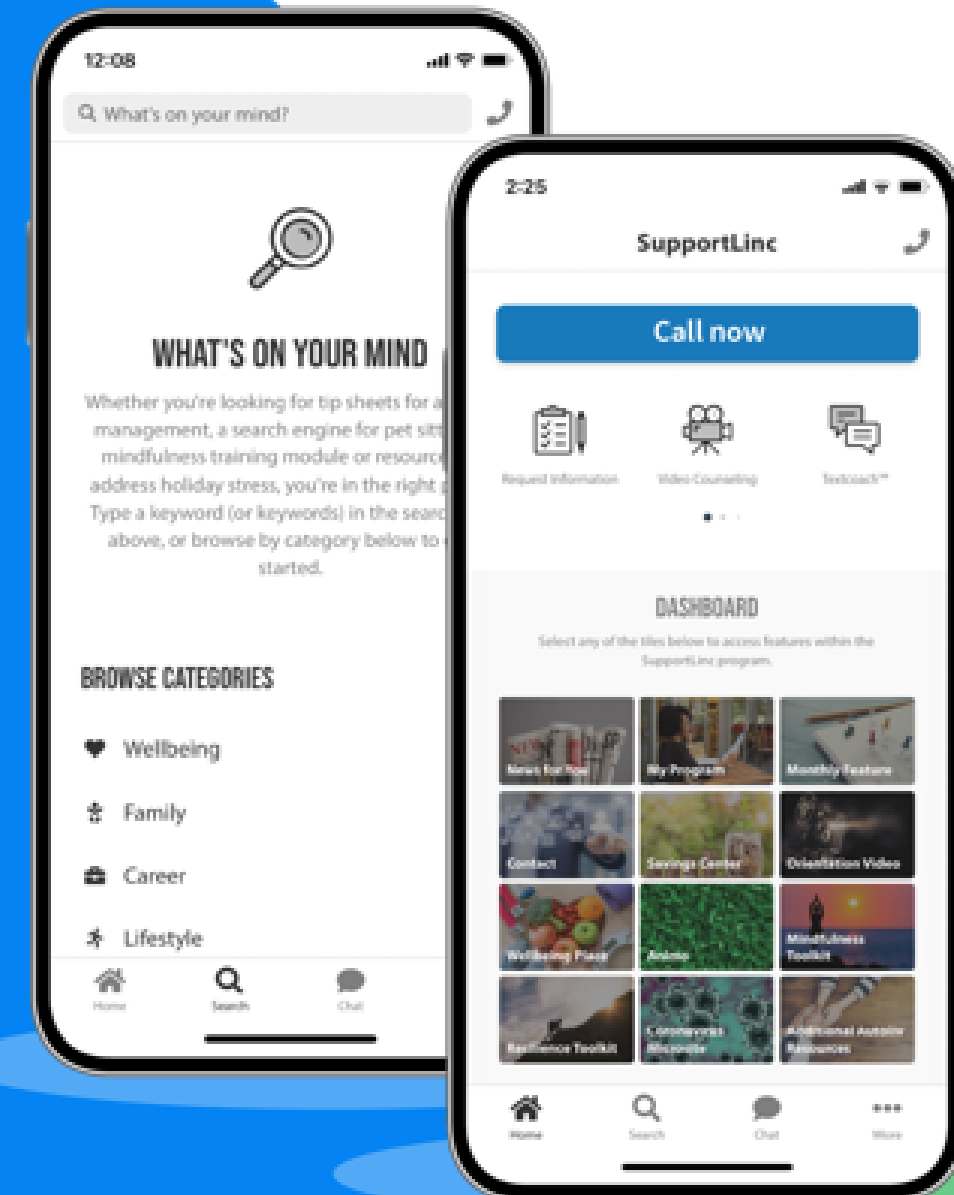 12:08
What's on your mind?
WHAT'S ON YOUR MIND
Whether you're looking for tip sheets for a
management, a search engine for pet sitt
mindfulness training module or resource
address holiday stress, you're in the right
Type a keyword (or keywords) in the searc
above, or browse by category below to
started.
BROWSE CATEGORIES
Wellbeing
Family
Career
Lifestyle
Home
Search
Chat
2:25
SupportLinc
Call now
Request Information
Video Counseling
Textcoach™
DASHBOARD
Select any of the tiles below to access features within the
SupportLinc program.
News for You
My Program
Monthly Feature
Contact
Savings Center
Orientation Video
Wellbeing Place
Animo
Mindfulness
Toolkit
Resilience Toolkit
Coronavirus
Microsite
Additional Autoliv
Resources
Home
Search
Chat
More